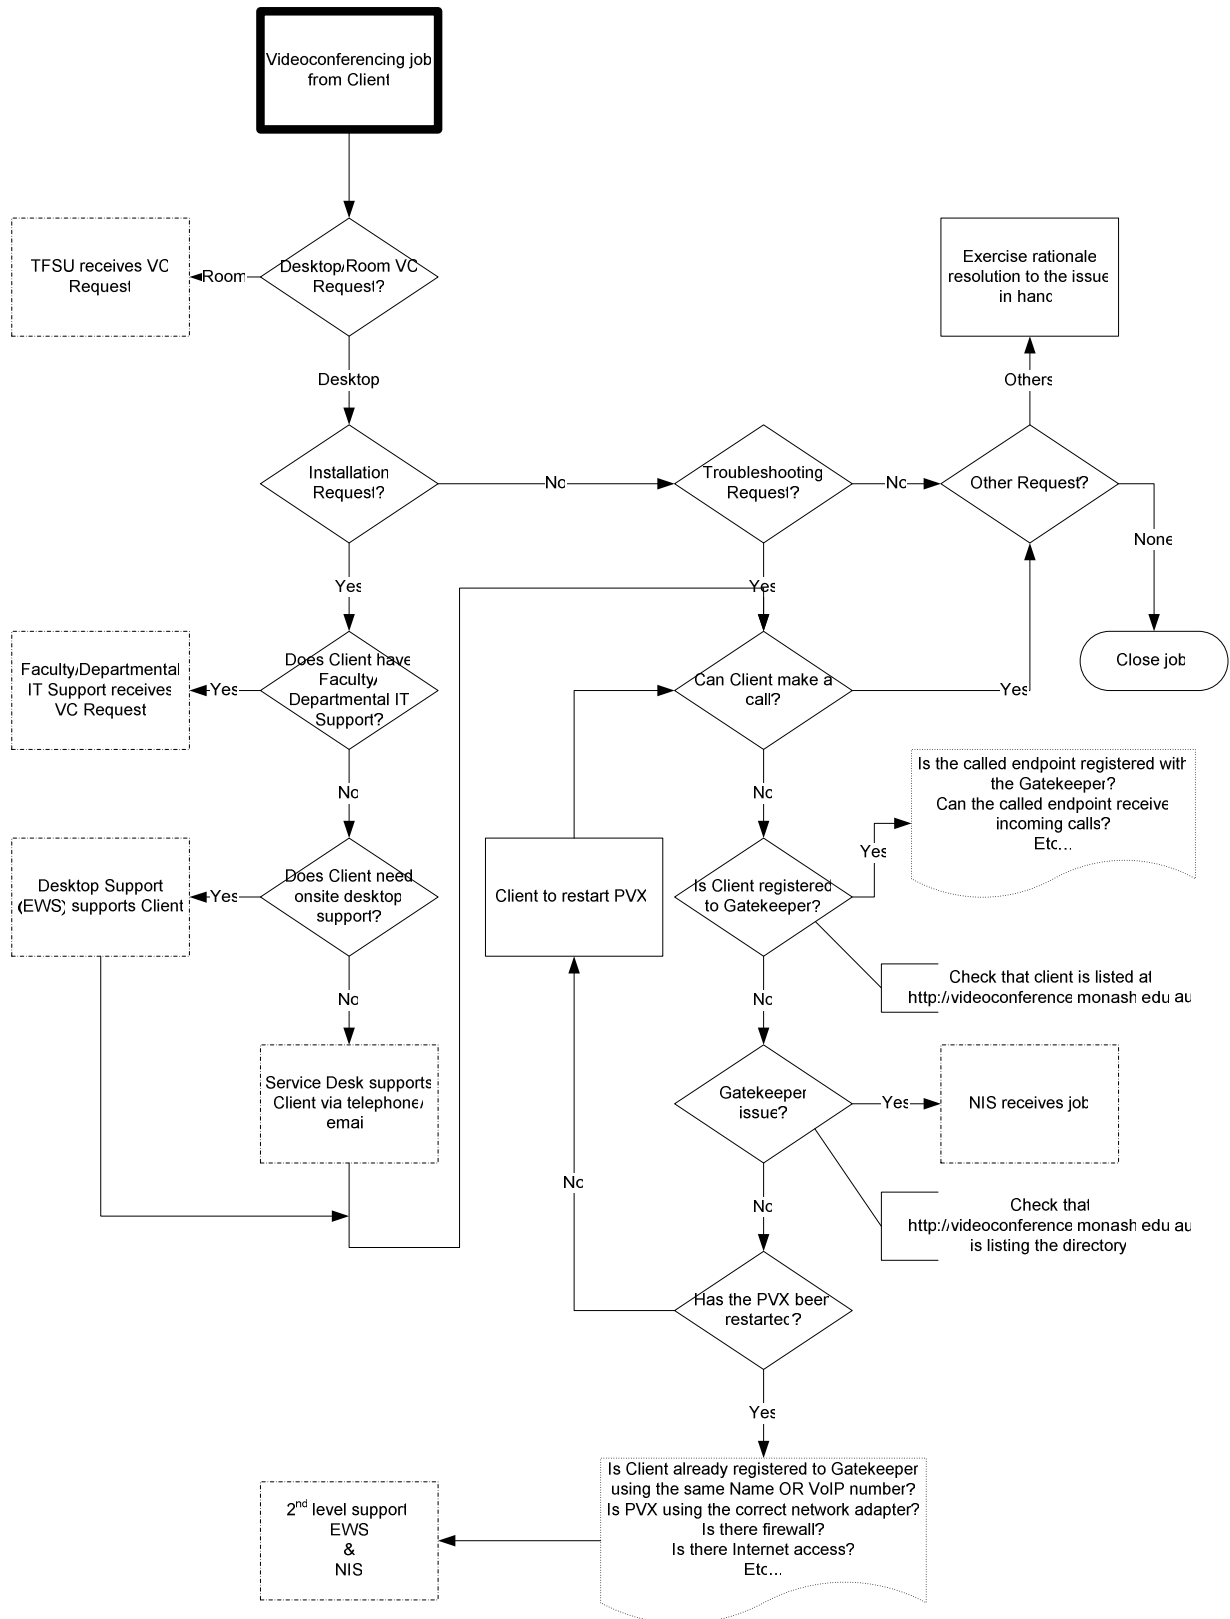 Videoconferencing job
from Client
TFSU receives VC
Request
Room
Desktop/Room VC
Request?
Exercise rationale
resolution to the issue
in hand
Desktop
Others
Installation
Request?
No
Troubleshooting
Request?
No
Other Request?
None
Yes
Yes
Close job
Faculty/Departmental
IT Support receives
VC Request
Yes
Does Client have
Faculty/
Departmental IT
Support?
Can Client make a
call?
Yes
No
No
Is the called endpoint registered with
the Gatekeeper?
Can the called endpoint receive
incoming calls?
Etc...
Yes
Desktop Support
(EWS) supports Client
Yes
Does Client need
onsite desktop
support?
Client to restart PVX
Is Client registered
to Gatekeeper?
Check that client is listed at
http://videoconference.monash.edu.au
No
No
Service Desk supports
Client via telephone/
email
Gatekeeper
issue?
Yes
NIS receives job
No
No
Check that
http://videoconference.monash.edu.au
is listing the directory
Has the PVX been
restarted?
Yes
Is Client already registered to Gatekeeper
using the same Name OR VoIP number?
Is PVX using the correct network adapter?
Is there firewall?
Is there Internet access?
Etc...
2nd level support
EWS
&
NIS